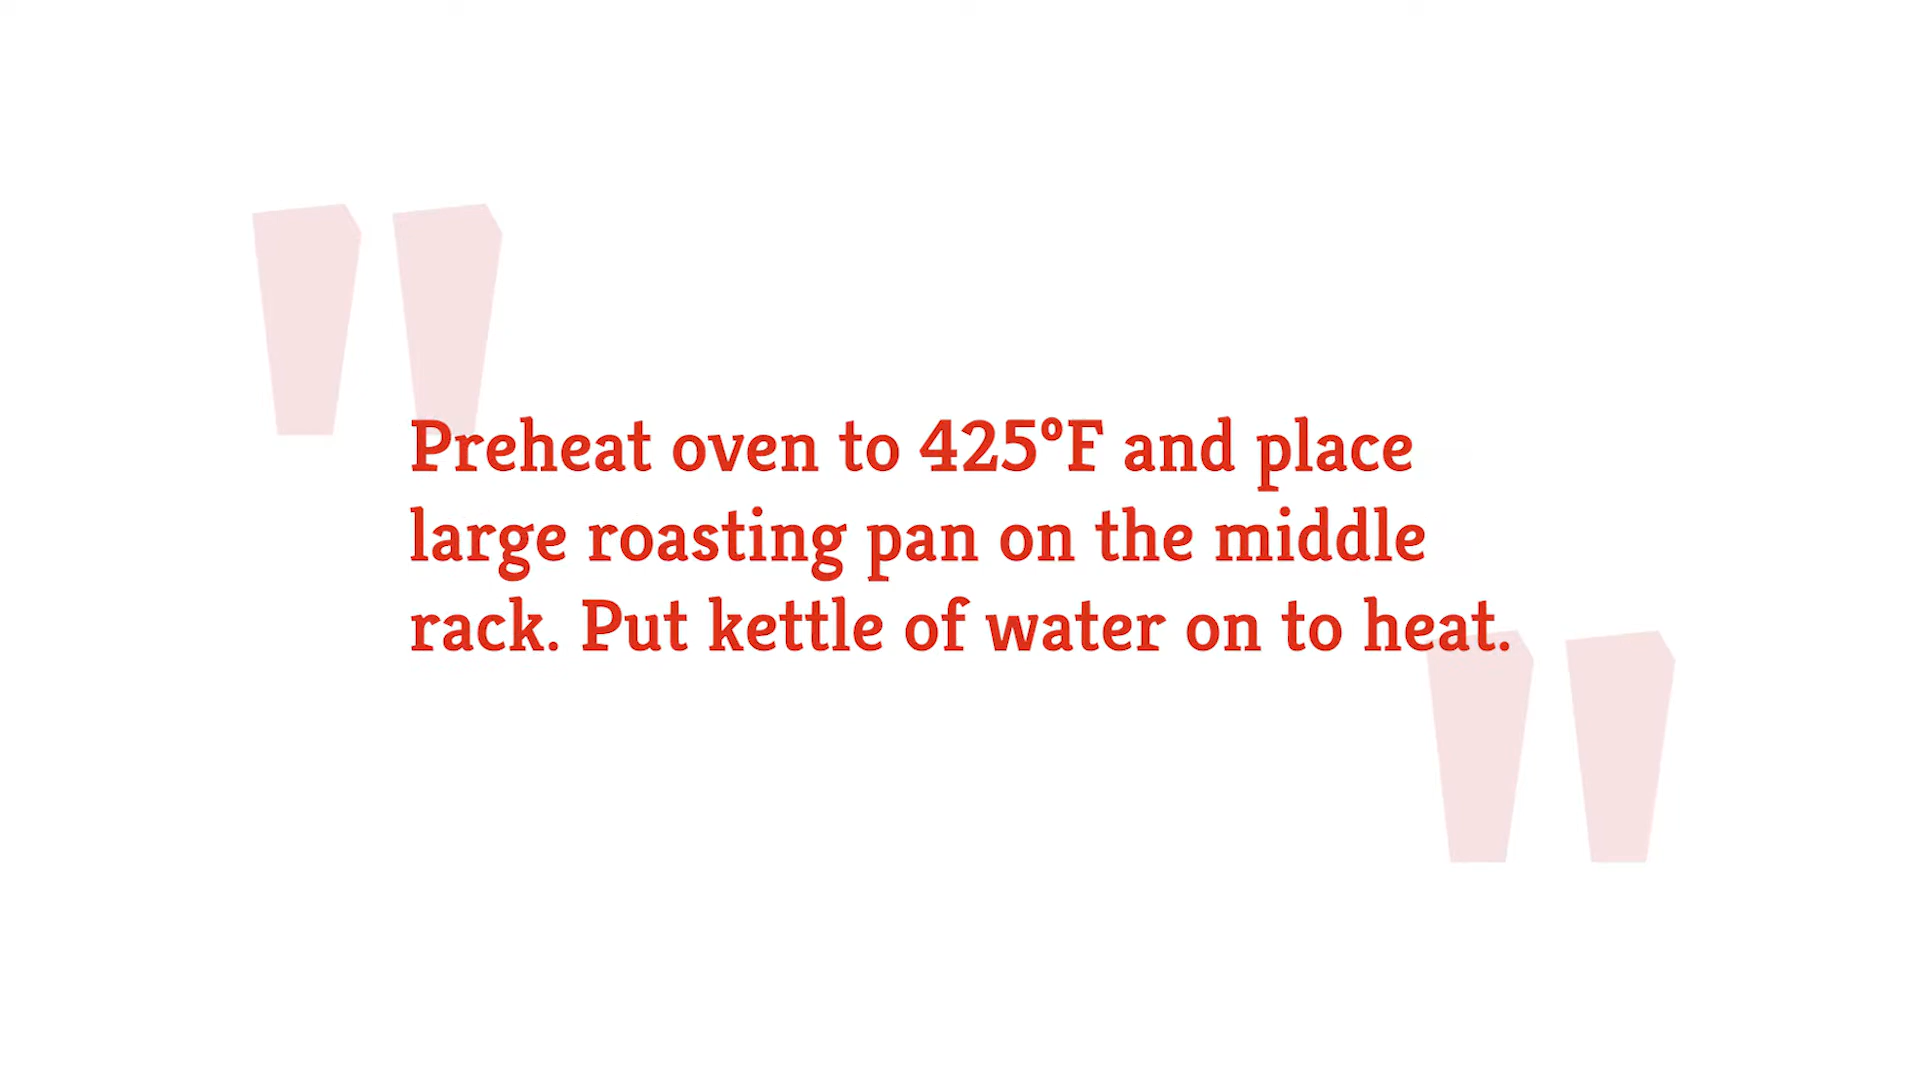 Preheat oven to 425°F and place
large roasting pan on the middle
rack. Put kettle of water on to heat.